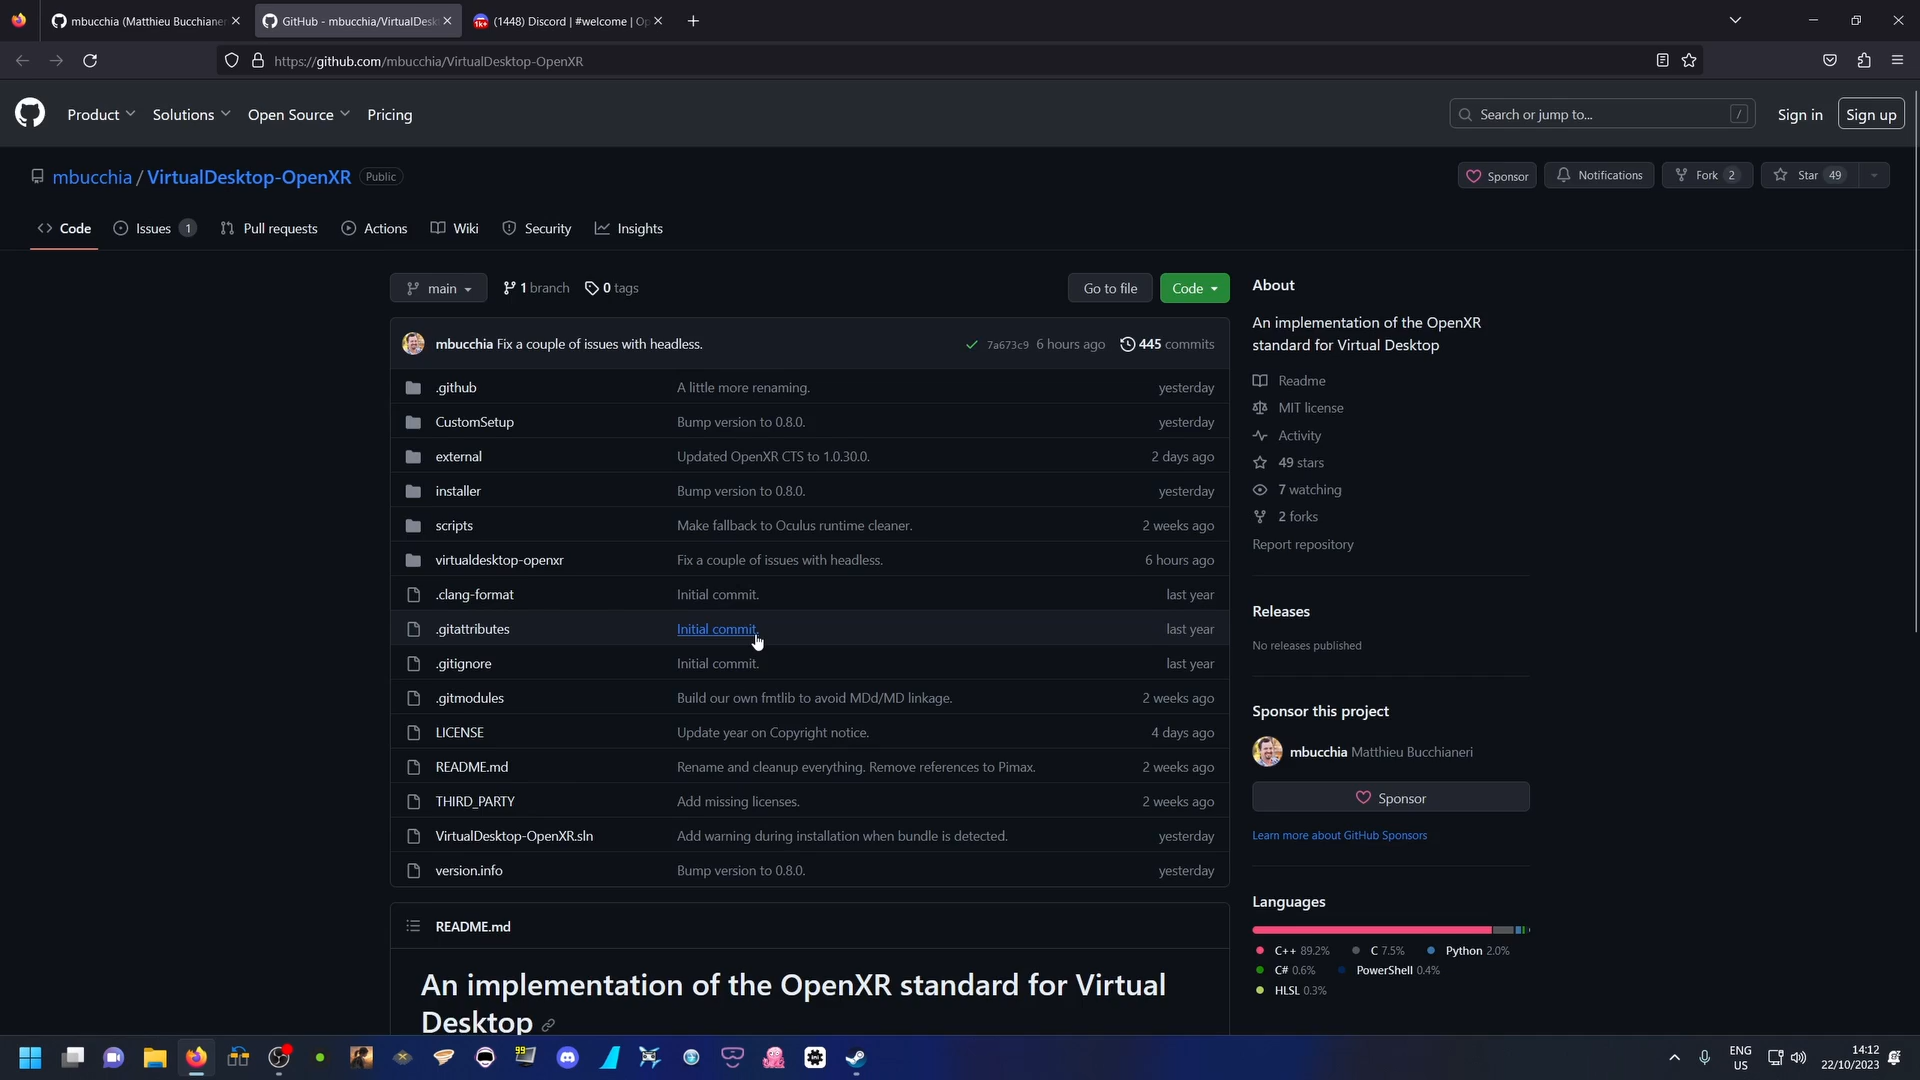 mbucchia (Matthieu Bucchianer
GitHub - mbucchia/VirtualDesk
(1448) Discord | #welcome | Op
https://github.com/mbucchia/VirtualDesktop-OpenXR
Product
Solutions
Open Source
Pricing
Search or jump to...
/
Sign in
Sign up
mbucchia / VirtualDesktop-OpenXR Public
Sponsor
Notifications
Fork 2
Star 49
Code
Issues 1
Pull requests
Actions
Wiki
Security
Insights
main
1 branch
0 tags
Go to file
Code
mbucchia Fix a couple of issues with headless.
7a673c9 6 hours ago
445 commits
.github A little more renaming. yesterday
CustomSetup Bump version to 0.8.0. yesterday
external Updated OpenXR CTS to 1.0.30.0. 2 days ago
installer Bump version to 0.8.0. yesterday
scripts Make fallback to Oculus runtime cleaner. 2 weeks ago
virtualdesktop-openxr Fix a couple of issues with headless. 6 hours ago
.clang-format Initial commit. last year
.gitattributes Initial commit. last year
.gitignore Initial commit. last year
.gitmodules Build our own fmtlib to avoid MDd/MD linkage. 2 weeks ago
LICENSE Update year on Copyright notice. 4 days ago
README.md Rename and cleanup everything. Remove references to Pimax. 2 weeks ago
THIRD_PARTY Add missing licenses. 2 weeks ago
VirtualDesktop-OpenXR.sln Add warning during installation when bundle is detected. yesterday
version.info Bump version to 0.8.0. yesterday
README.md
An implementation of the OpenXR standard for Virtual
Desktop
About
An implementation of the OpenXR
standard for Virtual Desktop
Readme
MIT license
Activity
49 stars
7 watching
2 forks
Report repository
Releases
No releases published
Sponsor this project
mbucchia Matthieu Bucchianeri
Sponsor
Learn more about GitHub Sponsors
Languages
C++ 89.2% C 7.5% Python 2.0%
C# 0.6% PowerShell 0.4%
HLSL 0.3%
99
ENG
US
14:12
22/10/2023